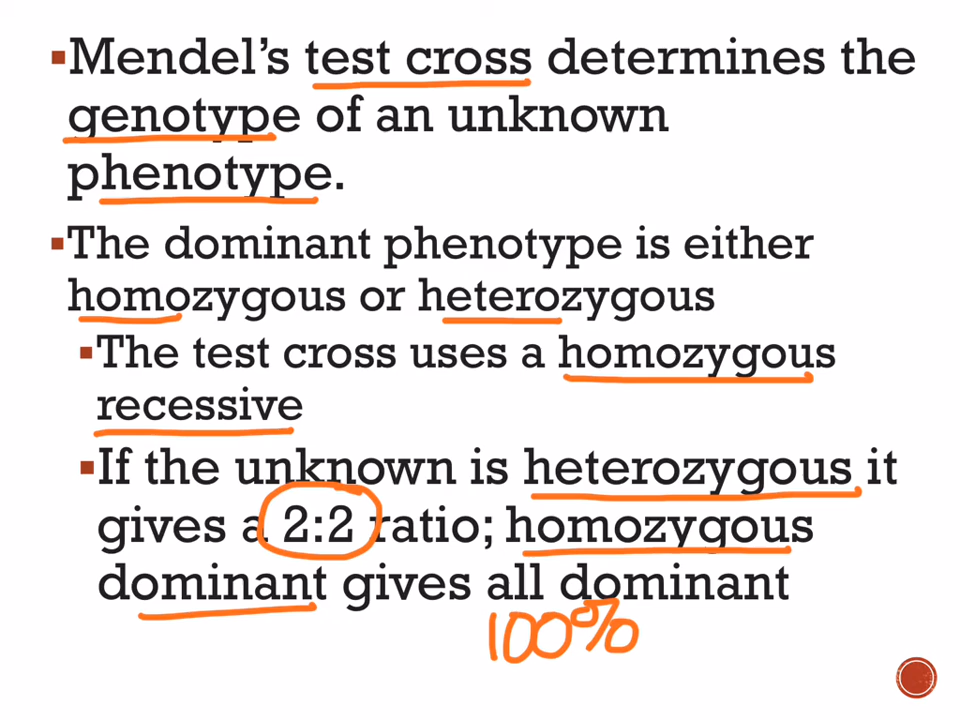 ▪Mendel's test cross determines the
genotype of an unknown
phenotype.
▪The dominant phenotype is either
homozygous or heterozygous
▪The test cross uses a homozygous
recessive
▪If the unknown is heterozygous it
gives a 2:2 ratio; homozygous
dominant gives all dominant
100%